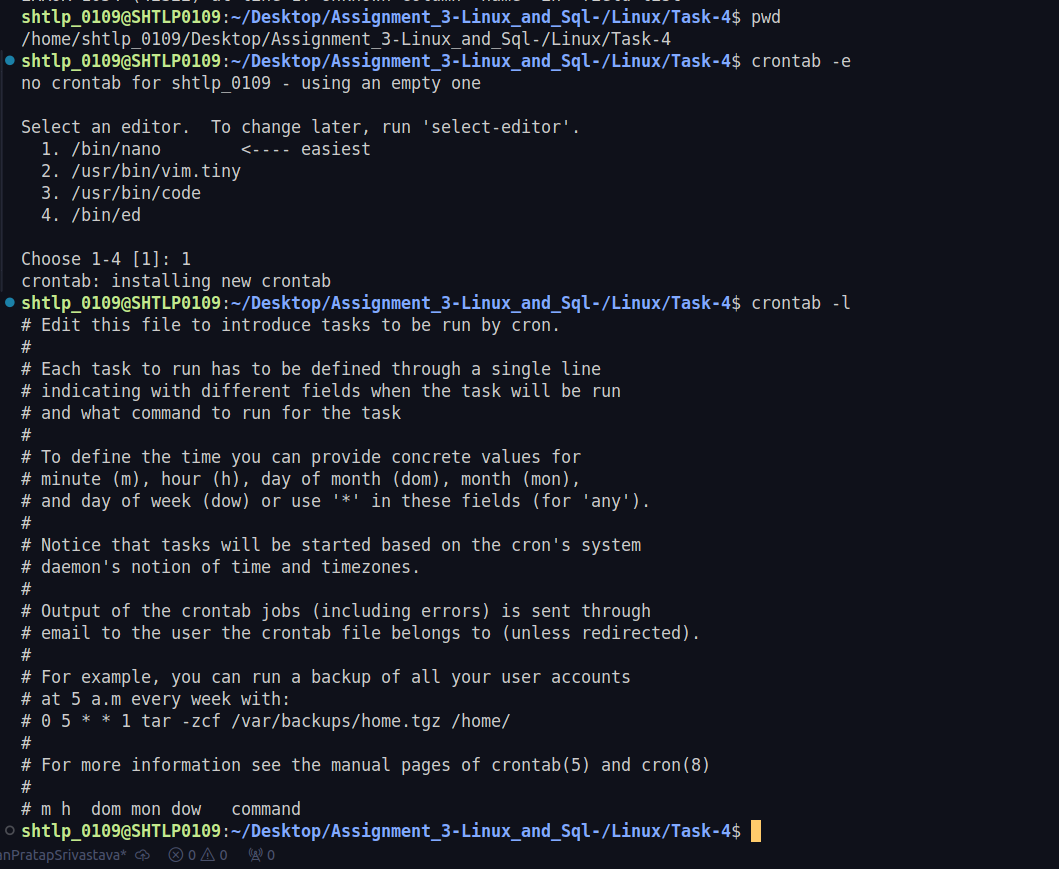 shtlp_0109@SHTLP0109:~/Desktop/Assignment_3-Linux_and_Sql-/Linux/Task-4$ pwd
/home/shtlp_0109/Desktop/Assignment_3-Linux_and_Sql-/Linux/Task-4
shtlp_0109@SHTLP0109:~/Desktop/Assignment_3-Linux_and_Sql-/Linux/Task-4$ crontab -e
no crontab for shtlp_0109 - using an empty one

Select an editor.  To change later, run 'select-editor'.
  1. /bin/nano        <---- easiest
  2. /usr/bin/vim.tiny
  3. /usr/bin/code
  4. /bin/ed

Choose 1-4 [1]: 1
crontab: installing new crontab
shtlp_0109@SHTLP0109:~/Desktop/Assignment_3-Linux_and_Sql-/Linux/Task-4$ crontab -l
# Edit this file to introduce tasks to be run by cron.
#
# Each task to run has to be defined through a single line
# indicating with different fields when the task will be run
# and what command to run for the task
#
# To define the time you can provide concrete values for
# minute (m), hour (h), day of month (dom), month (mon),
# and day of week (dow) or use '*' in these fields (for 'any').
#
# Notice that tasks will be started based on the cron's system
# daemon's notion of time and timezones.
#
# Output of the crontab jobs (including errors) is sent through
# email to the user the crontab file belongs to (unless redirected).
#
# For example, you can run a backup of all your user accounts
# at 5 a.m every week with:
# 0 5 * * 1 tar -zcf /var/backups/home.tgz /home/
#
# For more information see the manual pages of crontab(5) and cron(8)
#
# m h  dom mon dow   command
shtlp_0109@SHTLP0109:~/Desktop/Assignment_3-Linux_and_Sql-/Linux/Task-4$
anPratapSrivastava* 0 0 0